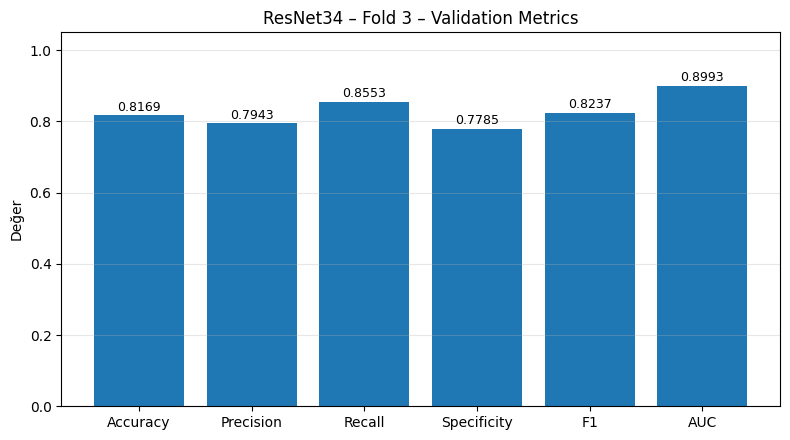 ResNet34 – Fold 3 – Validation Metrics
1.0
0.8
0.6
0.4
0.2
0.0
Değer
0.8169
0.7943
0.8553
0.7785
0.8237
0.8993
Accuracy
Precision
Recall
Specificity
F1
AUC